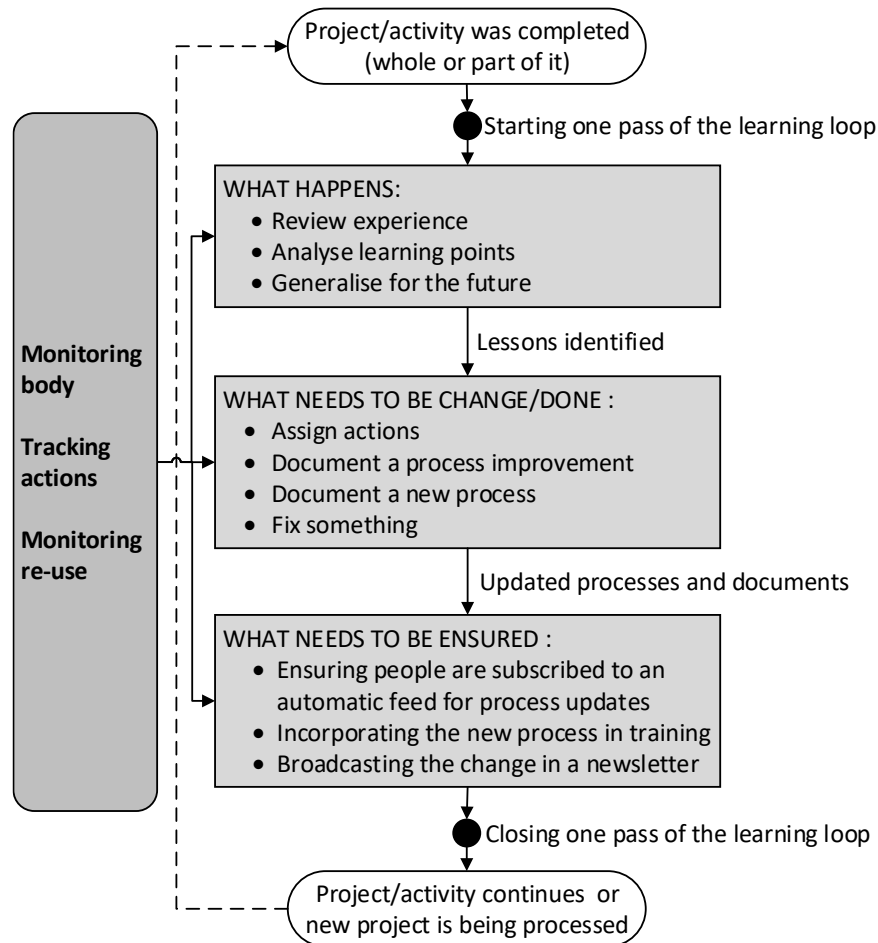 Project/activity was completed
(whole or part of it)
Starting one pass of the learning loop
WHAT HAPPENS:
• Review experience
• Analyse learning points
• Generalise for the future
Lessons identified
Monitoring
body
Tracking
actions
Monitoring
re-use
WHAT NEEDS TO BE CHANGE/DONE :
• Assign actions
• Document a process improvement
• Document a new process
• Fix something
Updated processes and documents
WHAT NEEDS TO BE ENSURED :
• Ensuring people are subscribed to an
automatic feed for process updates
• Incorporating the new process in training
• Broadcasting the change in a newsletter
Closing one pass of the learning loop
Project/activity continues or
new project is being processed